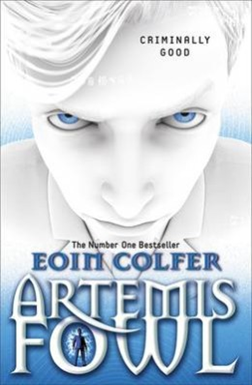 CRIMINALLY
GOOD
The Number One Bestseller
EOIN COLFER
ARTEMIS
FOWL